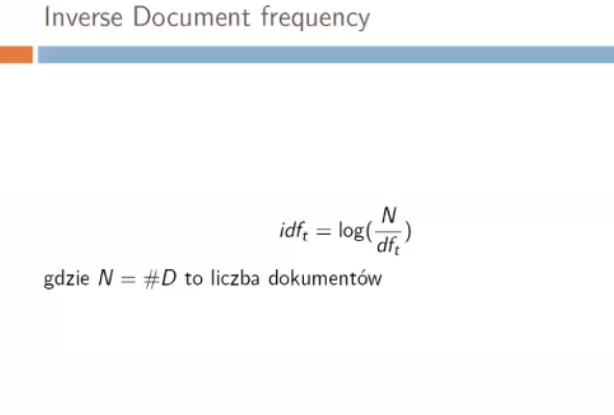 Inverse Document frequency
idf_t = log(N/df_t)
gdzie N = #D to liczba dokumentów